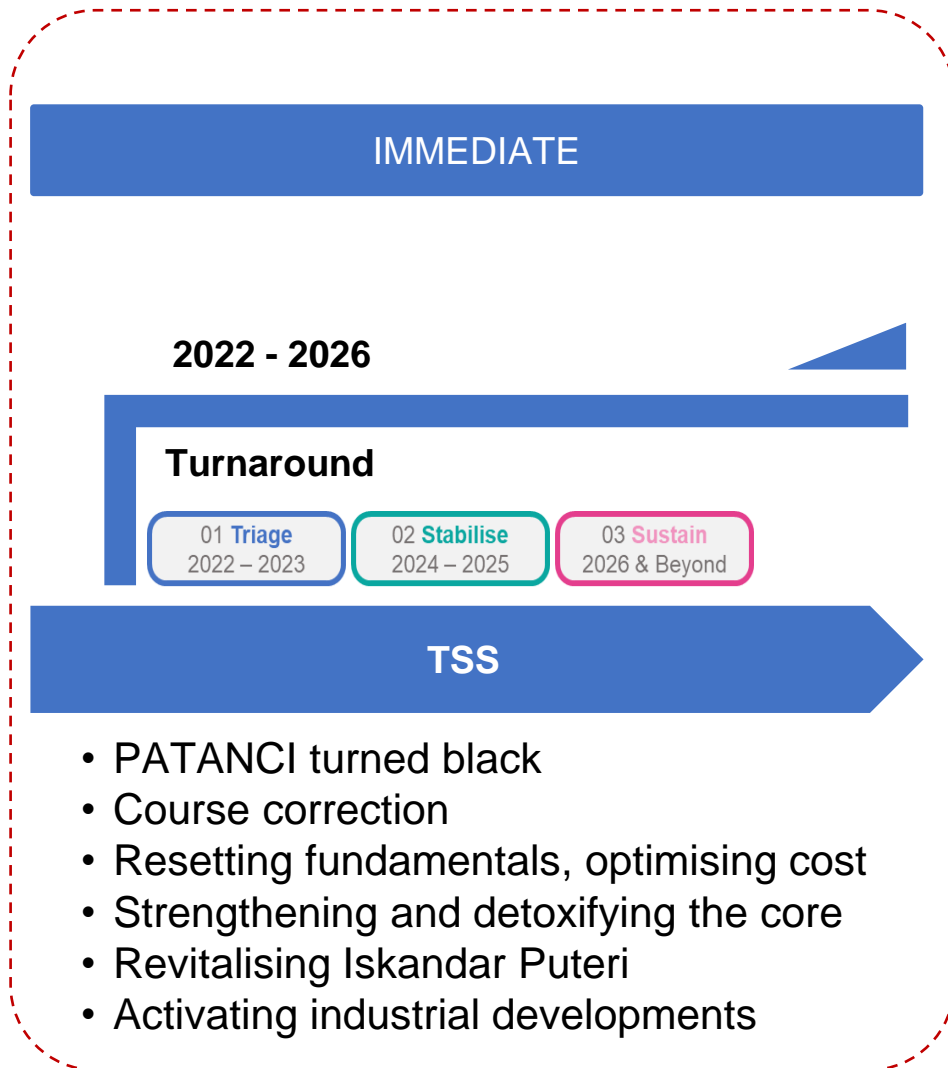 IMMEDIATE
2022 - 2026
Turnaround
01 Triage
2022 – 2023
02 Stabilise
2024 – 2025
03 Sustain
2026 & Beyond
TSS
• PATANCI turned black
• Course correction
• Resetting fundamentals, optimising cost
• Strengthening and detoxifying the core
• Revitalising Iskandar Puteri
• Activating industrial developments